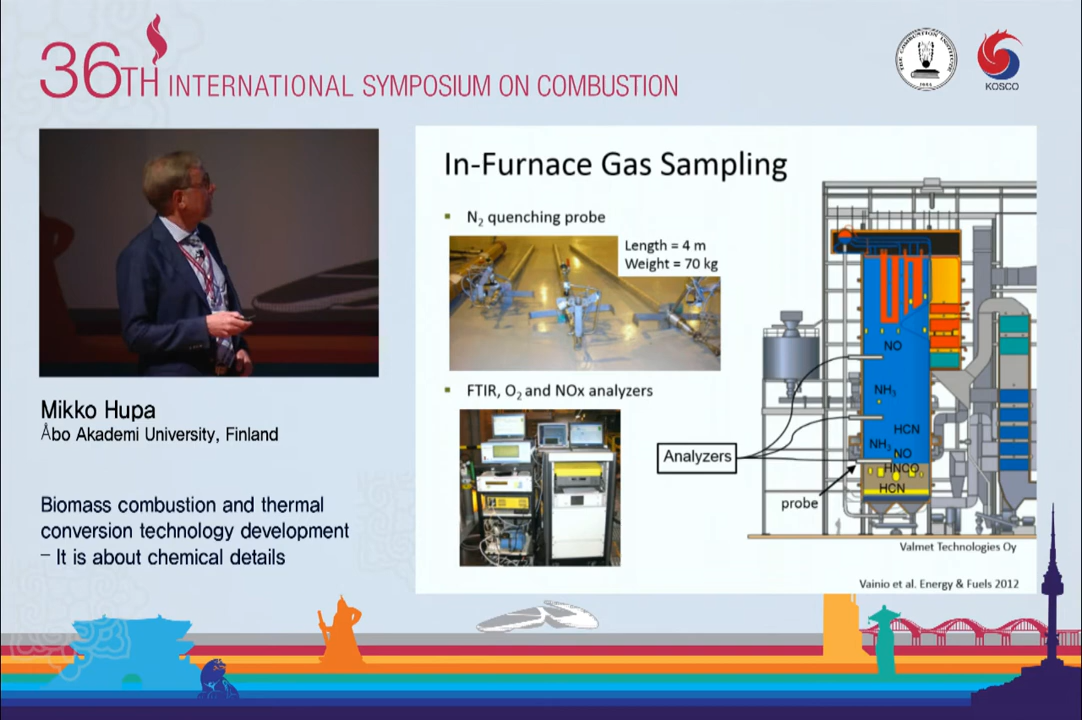 36TH INTERNATIONAL SYMPOSIUM ON COMBUSTION
THE COMBUSTION INSTITUTE
KOSCO
Mikko Hupa
Åbo Akademi University, Finland
Biomass combustion and thermal
conversion technology development
– It is about chemical details
In-Furnace Gas Sampling
▪ N₂ quenching probe
Length = 4 m
Weight = 70 kg
▪ FTIR, O₂ and NOx analyzers
Analyzers
probe
NO
NH₃
HCN
NH₃
NO
HNCO
HCN
Valmet Technologies Oy
Vainio et al. Energy & Fuels 2012